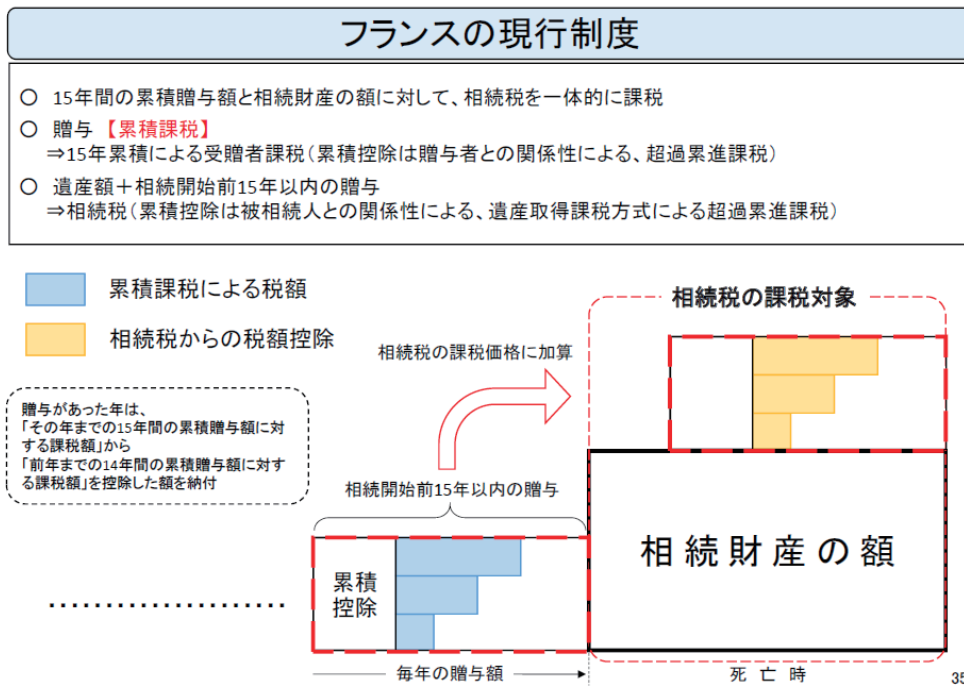 フランスの現行制度
○ 15年間の累積贈与額と相続財産の額に対して、相続税を一体的に課税
○ 贈与 【累積課税】
⇒15年累積による受贈者課税(累積控除は贈与者との関係性による、超過累進課税)
○ 遺産額＋相続開始前15年以内の贈与
⇒相続税(累積控除は被相続人との関係性による、遺産取得課税方式による超過累進課税)
累積課税による税額
相続税からの税額控除
相続税の課税対象
相続税の課税価格に加算
贈与があった年は、
「その年までの15年間の累積贈与額に対
する課税額」から
「前年までの14年間の累積贈与額に対す
る課税額」を控除した額を納付
相続開始前15年以内の贈与
累積
控除
相続財産の額
毎年の贈与額
死亡時
35